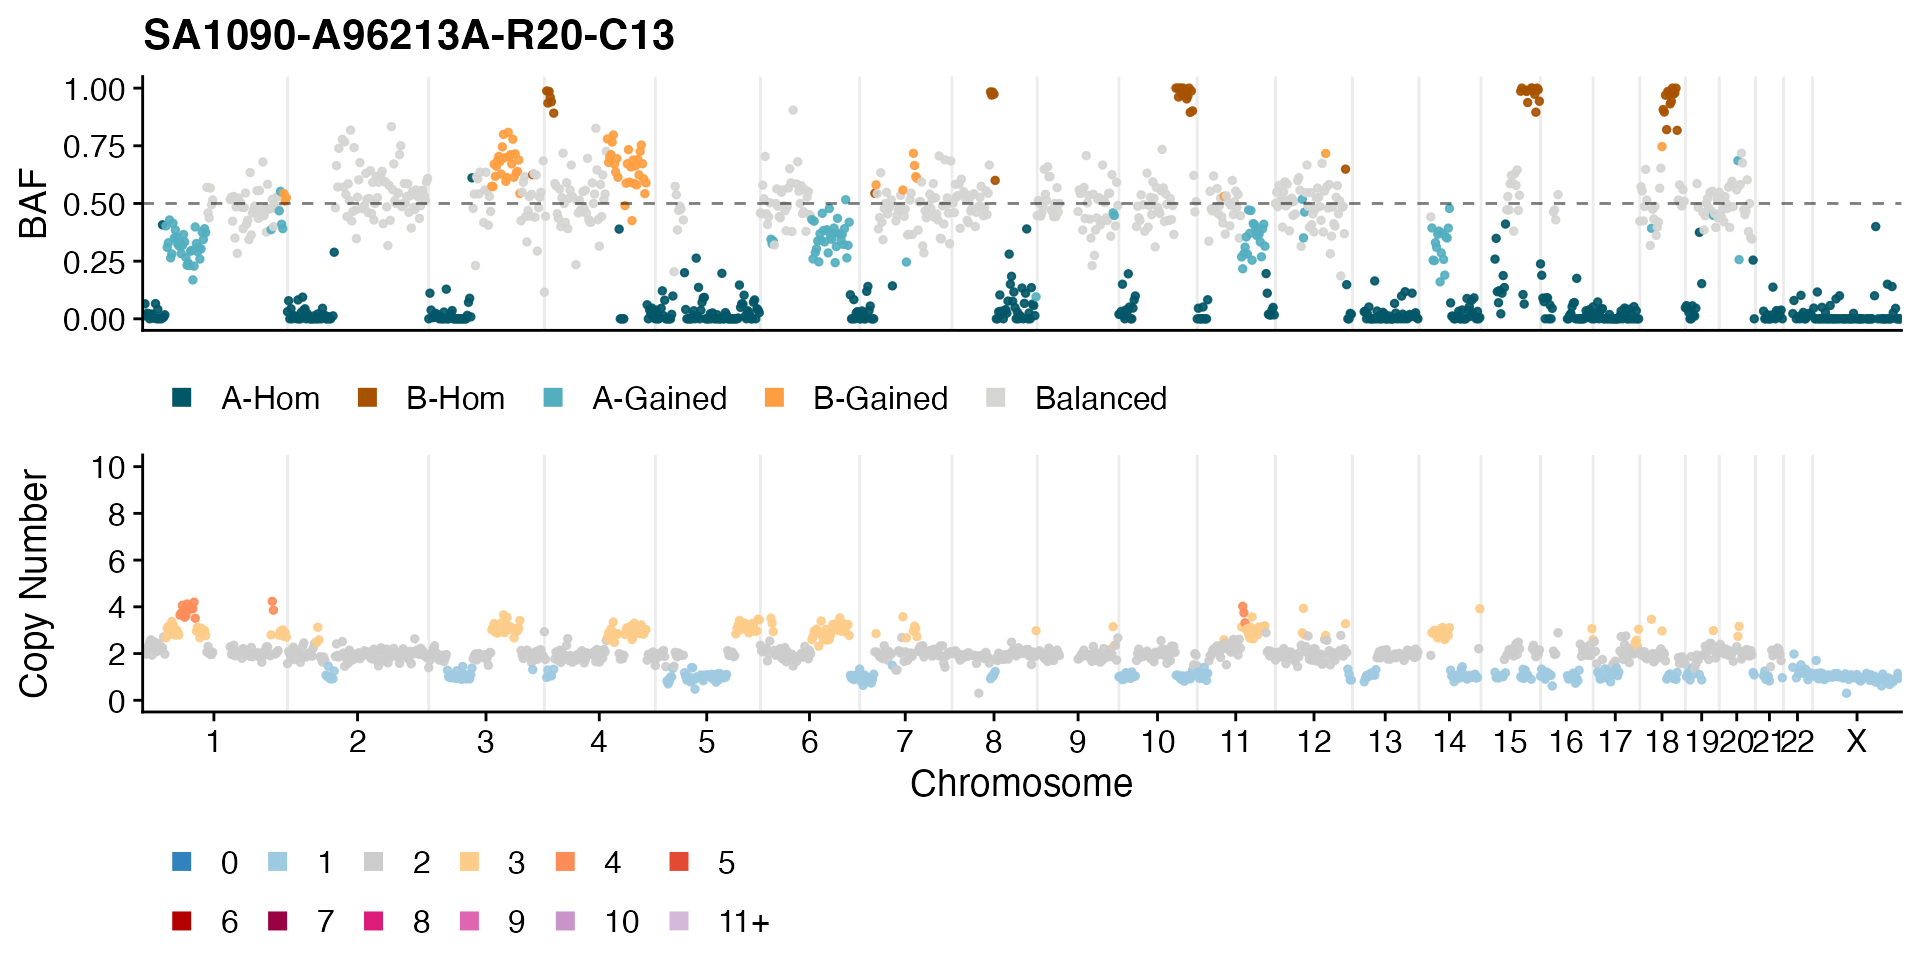 SA1090-A96213A-R20-C13
BAF
1.00
0.75
0.50
0.25
0.00
A-Hom B-Hom A-Gained B-Gained Balanced
Copy Number
10
8
6
4
2
0
1 2 3 4 5 6 7 8 9 10 11 12 13 14 15 16 17 18 19 20 21 22 X
Chromosome
0 1 2 3 4 5
6 7 8 9 10 11+